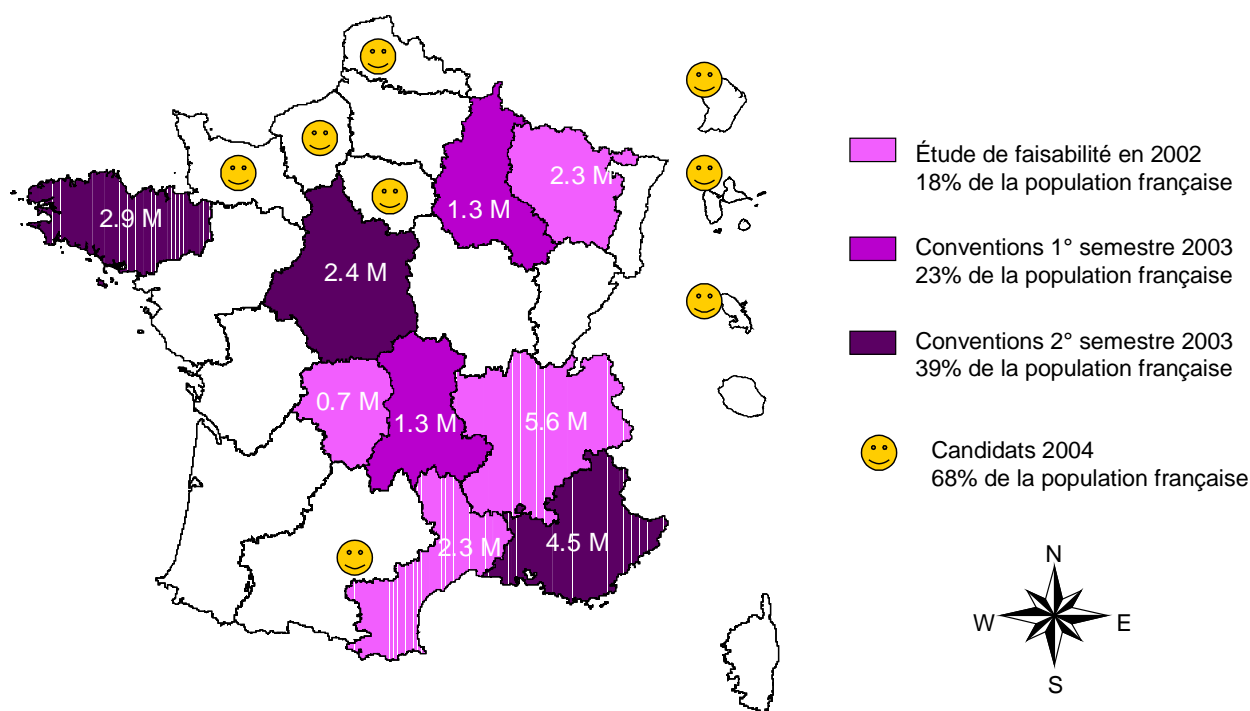 2.9 M
2.4 M
1.3 M
2.3 M
0.7 M
1.3 M
5.6 M
2.3 M
4.5 M
Étude de faisabilité en 2002
18% de la population française
Conventions 1° semestre 2003
23% de la population française
Conventions 2° semestre 2003
39% de la population française
Candidats 2004
68% de la population française
N
W
E
S